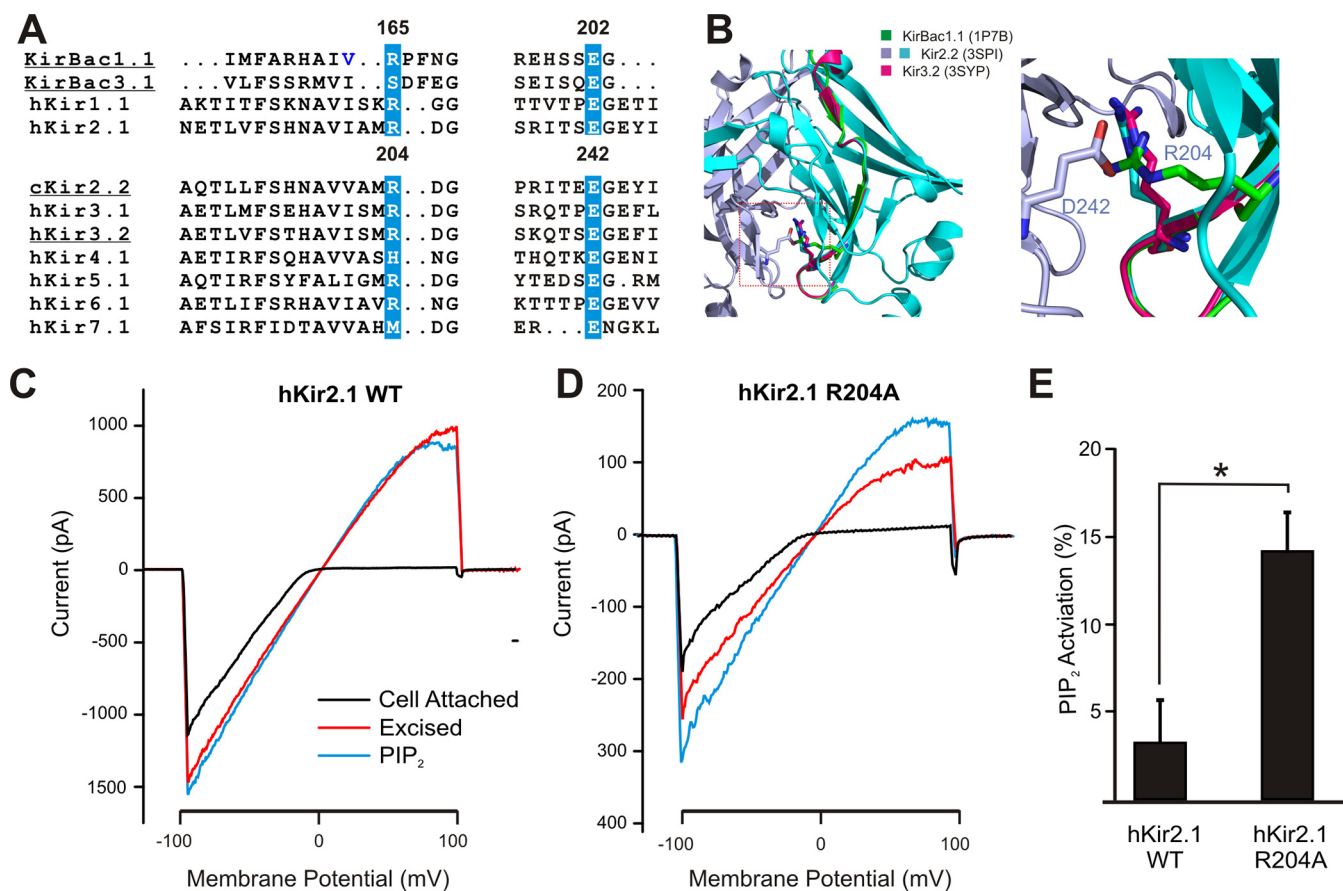 A
165 202
KirBac1.1 ...IMFARHAIV RPFNG REHSSEG...
KirBac3.1 ...VLFSSRMVI.SDFEG SEISQEG...
hKir1.1 AKTITFSKNAVISKR.GG TTVTPEGETI
hKir2.1 NETLVFSHNAVIAMR..DG SRITSEGEYI
204 242
cKir2.2 AQTLLFSHNAVVAMR..DG PRITEEGEYI
hKir3.1 AETLMFSEHAVISMR..DG SRQTPEGEFL
hKir3.2 AETLVFSTHAVISMR..DG SKQTSEGEFI
hKir4.1 AETIRFSQHAVVASH..NG THQTKEGENI
hKir5.1 AQTIRFSYFALIGMR..DG YTEDSEG.RM
hKir6.1 AETLIFSRHAVIAVR..NG KTTTPEGEVV
hKir7.1 AFSIRFIDTAVVAHM..DG ER...ENGKL
B
KirBac1.1 (1P7B)
Kir2.2 (3SPI)
Kir3.2 (3SYP)
R204
D242
C
hKir2.1 WT
Current (pA)
1000
500
0
-500
-1000
1500
Cell Attached
Excised
PIP₂
-100 0 100
Membrane Potential (mV)
D
hKir2.1 R204A
Current (pA)
200
100
0
-100
-200
300
400
-100 0 100
Membrane Potential (mV)
E
PIP₂ Actviation (%)
20
15
10
5
*
hKir2.1 WT
hKir2.1 R204A